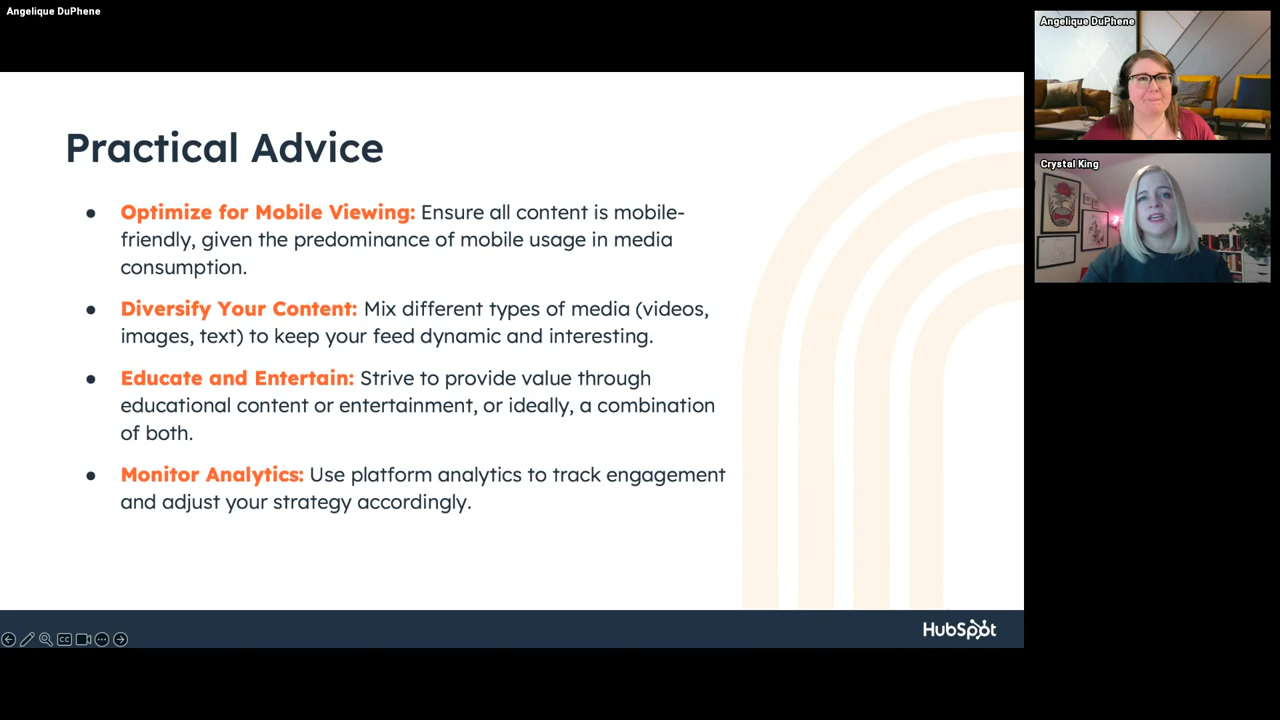 Angelique DuPhene
Practical Advice
● Optimize for Mobile Viewing: Ensure all content is mobile-
friendly, given the predominance of mobile usage in media
consumption.
● Diversify Your Content: Mix different types of media (videos,
images, text) to keep your feed dynamic and interesting.
● Educate and Entertain: Strive to provide value through
educational content or entertainment, or ideally, a combination
of both.
● Monitor Analytics: Use platform analytics to track engagement
and adjust your strategy accordingly.
CC
HubSpot
Angelique DuPhene
Crystal King